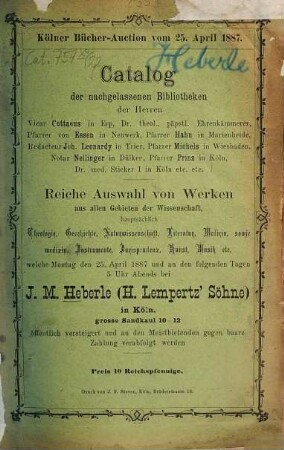 Kölner Bücher-Auction vom 25. April 1887.
Heberle
Catalog
der nachgelassenen Bibliotheken
der Herren
Vicar Cottaens in Erp, Dr. theol., päpstl. Ehrenkämmerer,
Pfarrer von Essen in Neuwerk, Pfarrer Hahn in Marienheide,
Redacteur Joh. Leonardy in Trier, Pfarrer Michels in Wiesbaden,
Notar Nellinger in Dülken, Pfarrer Prinz in Köln,
Dr. med. Sticker I in Köln etc. etc.
Reiche Auswahl von Werken
aus allen Gebieten der Wissenschaft,
hauptsächlich
Theologie, Geschichte, Naturwissenschaft, Literatur, Medizin, sowie
medizin. Instrumente, Jurisprudenz, Kunst, Musik etc.
welche Montag den 25. April 1887 und an den folgenden Tagen
5 Uhr Abends bei
J. M. Heberle (H. Lempertz' Söhne)
in Köln,
grosse Sandkaul 10-12
öffentlich versteigert und an den Meistbietenden gegen baare
Zahlung verabfolgt werden
Preis 10 Reichspfennige.
Druck von J. S. Steven, Köln,